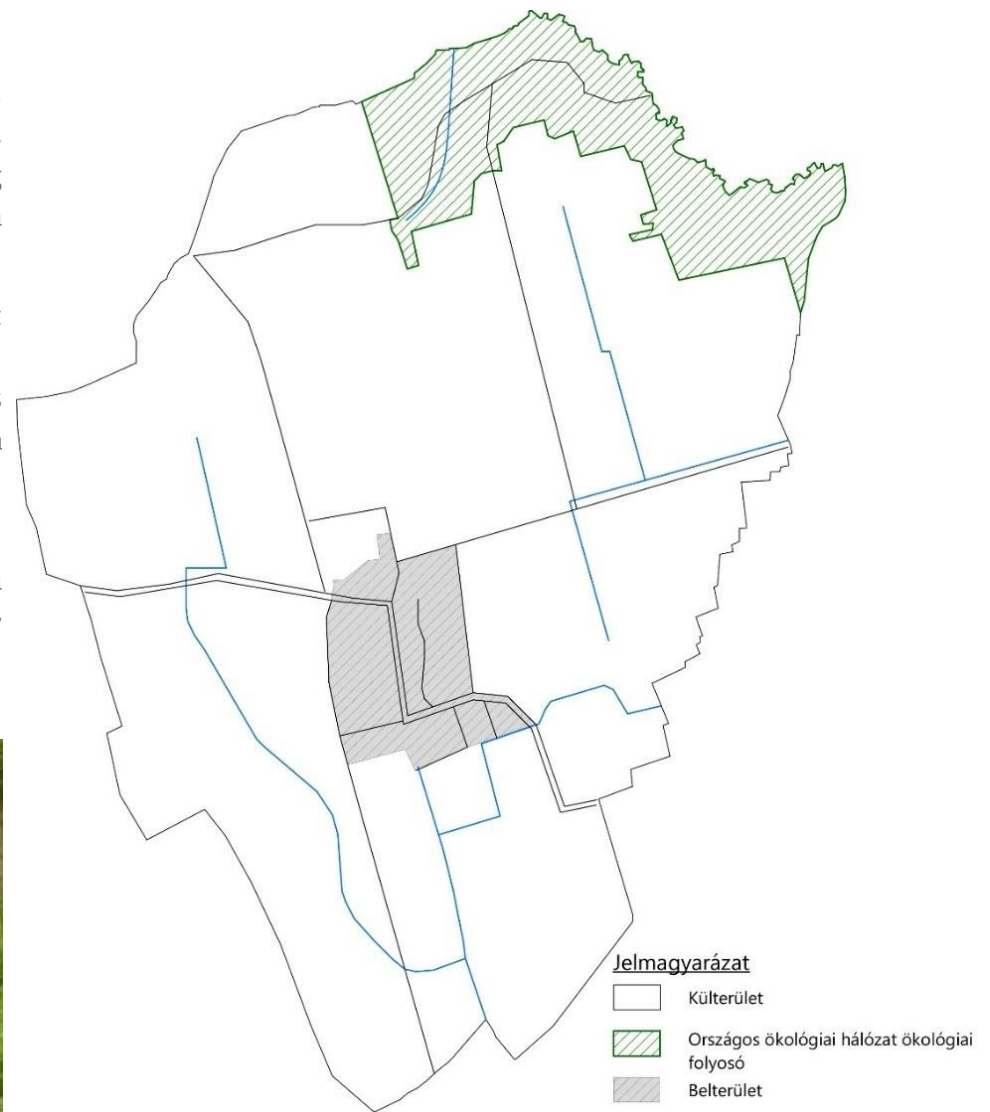 Jelmagyarázat
Külterület
Országos ökológiai hálózat ökológiai
folyosó
Belterület